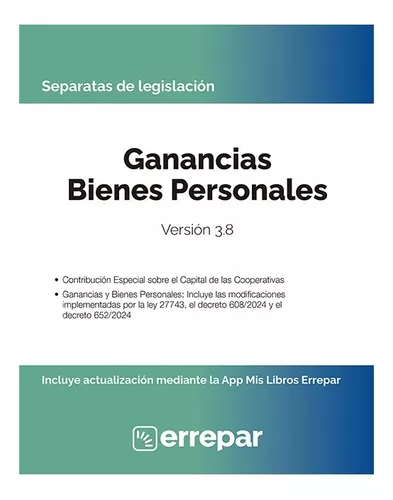 Separatas de legislación
Ganancias
Bienes Personales
Versión 3.8
• Contribución Especial sobre el Capital de las Cooperativas
• Ganancias y Bienes Personales: Incluye las modificaciones
implementadas por la ley 27743, el decreto 608/2024 y el
decreto 652/2024
Incluye actualización mediante la App Mis Libros Errepar
errepar